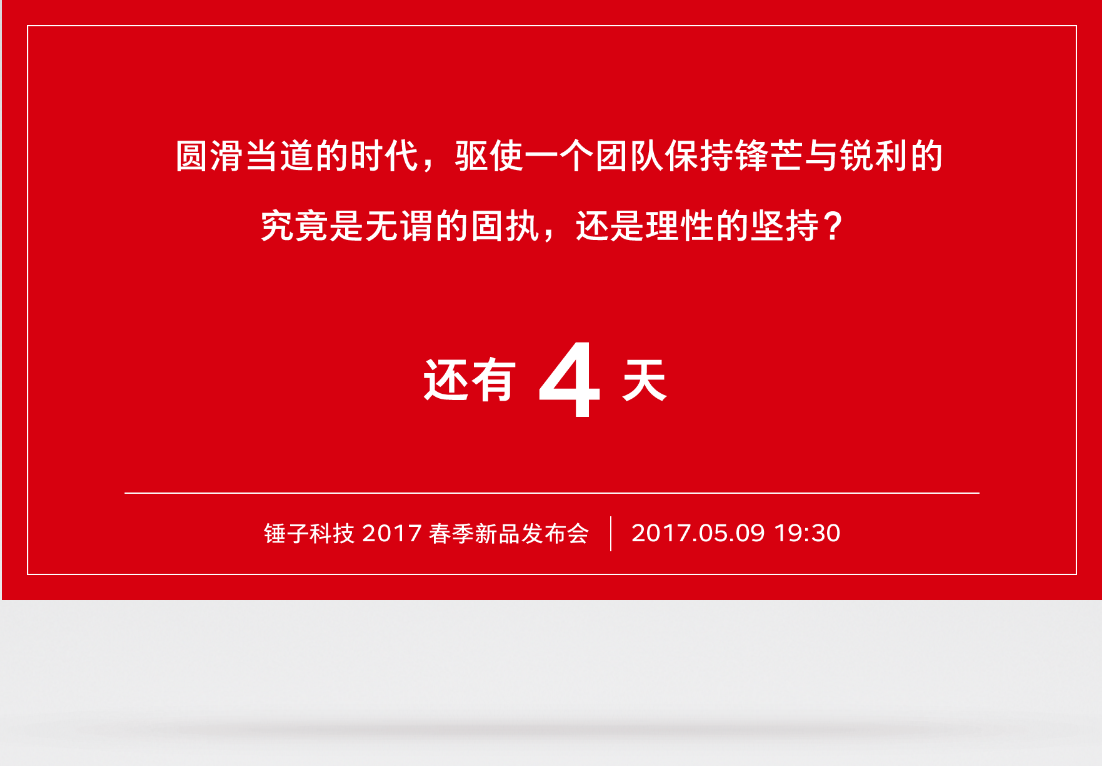 圆滑当道的时代，驱使一个团队保持锋芒与锐利的
究竟是无谓的固执，还是理性的坚持？
还有 4 天
锤子科技 2017 春季新品发布会 | 2017.05.09 19:30